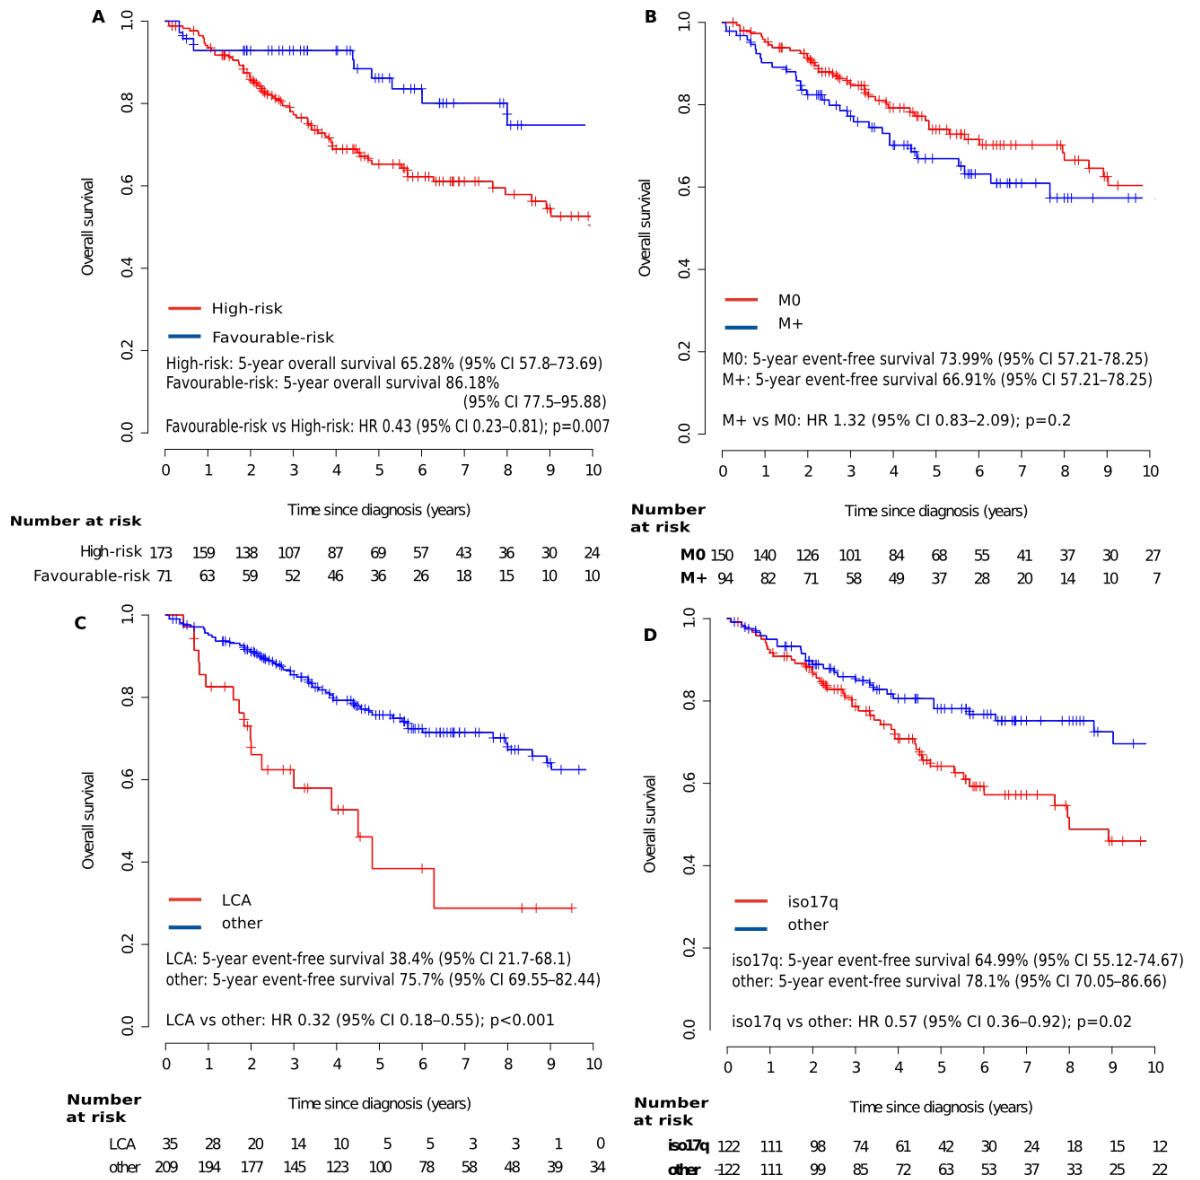 A
1.0
0.8
0.6
0.4
0.2
0.0
Overall survival
High-risk
Favourable-risk
High-risk: 5-year overall survival 65.28% (95% CI 57.8–73.69)
Favourable-risk: 5-year overall survival 86.18%
(95% CI 77.5–95.88)
Favourable-risk vs High-risk: HR 0.43 (95% CI 0.23–0.81); p=0.007
0 1 2 3 4 5 6 7 8 9 10
Time since diagnosis (years)
Number at risk
High-risk 173 159 138 107 87 69 57 43 36 30 24
Favourable-risk 71 63 59 52 46 36 26 18 15 10 10
B
1.0
0.8
0.6
0.4
0.2
0.0
Overall survival
M0
M+
M0: 5-year event-free survival 73.99% (95% CI 57.21-78.25)
M+: 5-year event-free survival 66.91% (95% CI 57.21–78.25)
M+ vs M0: HR 1.32 (95% CI 0.83–2.09); p=0.2
0 1 2 3 4 5 6 7 8 9 10
Time since diagnosis (years)
Number
at risk
M0 150 140 126 101 84 68 55 41 37 30 27
M+ 94 82 71 58 49 37 28 20 14 10 7
C
1.0
0.8
0.6
0.4
0.2
0.0
Overall survival
LCA
other
LCA: 5-year event-free survival 38.4% (95% CI 21.7-68.1)
other: 5-year event-free survival 75.7% (95% CI 69.55–82.44)
LCA vs other: HR 0.32 (95% CI 0.18–0.55); p<0.001
0 1 2 3 4 5 6 7 8 9 10
Time since diagnosis (years)
Number
at risk
LCA 35 28 20 14 10 5 5 3 3 1 0
other 209 194 177 145 123 100 78 58 48 39 34
D
1.0
0.8
0.6
0.4
0.2
0.0
Overall survival
iso17q
other
iso17q: 5-year event-free survival 64.99% (95% CI 55.12-74.67)
other: 5-year event-free survival 78.1% (95% CI 70.05–86.66)
iso17q vs other: HR 0.57 (95% CI 0.36–0.92); p=0.02
0 1 2 3 4 5 6 7 8 9 10
Time since diagnosis (years)
Number
at risk
iso17q 122 111 98 74 61 42 30 24 18 15 12
other 122 111 99 85 72 63 53 37 33 25 22